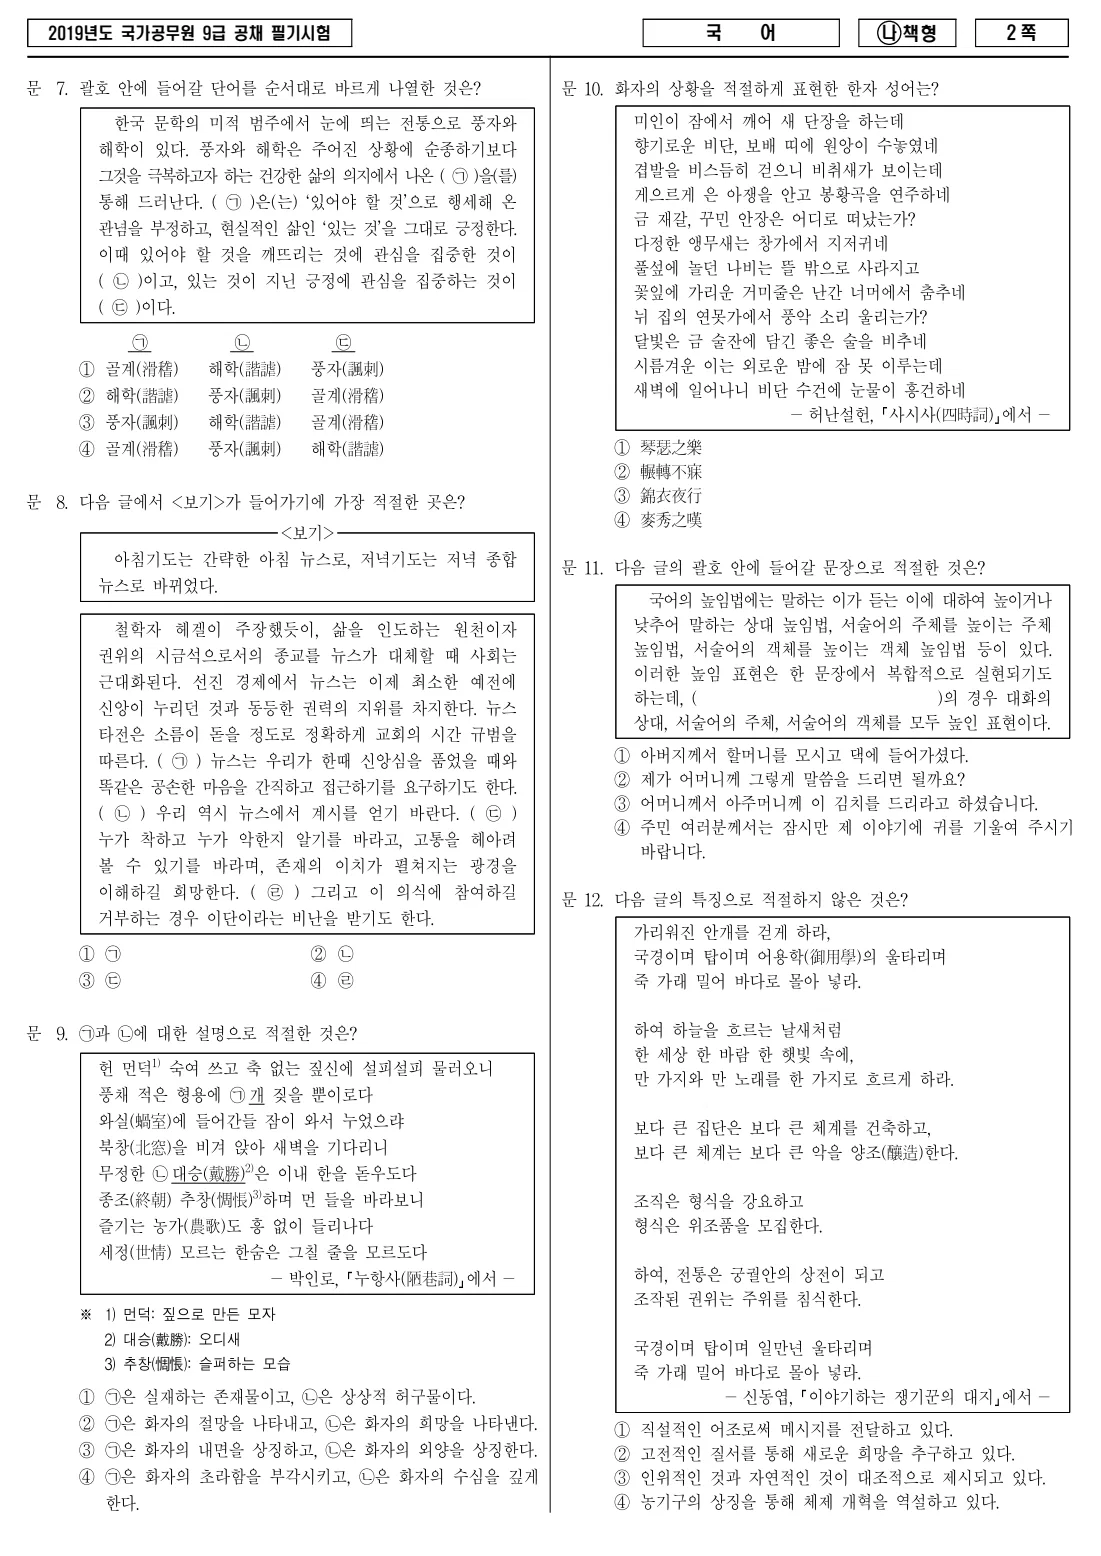 2019년도 국가공무원 9급 공채 필기시험
국 어
㉯책형
2쪽
문 7. 괄호 안에 들어갈 단어를 순서대로 바르게 나열한 것은?
한국 문학의 미적 범주에서 눈에 띄는 전통으로 풍자와
해학이 있다. 풍자와 해학은 주어진 상황에 순종하기보다
그것을 극복하고자 하는 건강한 삶의 의지에서 나온 ( ㉠ )을(를)
통해 드러난다. ( ㉠ )은(는) ‘있어야 할 것’으로 행세해 온
관념을 부정하고, 현실적인 삶인 ‘있는 것’을 그대로 긍정한다.
이때 있어야 할 것을 깨뜨리는 것에 관심을 집중한 것이
( ㉡ )이고, 있는 것이 지닌 긍정에 관심을 집중하는 것이
( ㉢ )이다.
㉠ ㉡ ㉢
① 골계(滑稽) 해학(諧謔) 풍자(諷刺)
② 해학(諧謔) 풍자(諷刺) 골계(滑稽)
③ 풍자(諷刺) 해학(諧謔) 골계(滑稽)
④ 골계(滑稽) 풍자(諷刺) 해학(諧謔)
문 8. 다음 글에서 <보기>가 들어가기에 가장 적절한 곳은?
<보기>
아침기도는 간략한 아침 뉴스로, 저녁기도는 저녁 종합
뉴스로 바뀌었다.
철학자 헤겔이 주장했듯이, 삶을 인도하는 원천이자
권위의 시금석으로서의 종교를 뉴스가 대체할 때 사회는
근대화된다. 선진 경제에서 뉴스는 이제 최소한 예전에
신앙이 누리던 것과 동등한 권력의 지위를 차지한다. 뉴스
타전은 소름이 돋을 정도로 정확하게 교회의 시간 규범을
따른다. ( ㉠ ) 뉴스는 우리가 한때 신앙심을 품었을 때와
똑같은 공손한 마음을 간직하고 접근하기를 요구하기도 한다.
( ㉡ ) 우리 역시 뉴스에서 계시를 얻기 바란다. ( ㉢ )
누가 착하고 누가 악한지 알기를 바라고, 고통을 헤아려
볼 수 있기를 바라며, 존재의 이치가 펼쳐지는 광경을
이해하길 희망한다. ( ㉣ ) 그리고 이 의식에 참여하길
거부하는 경우 이단이라는 비난을 받기도 한다.
① ㉠ ② ㉡
③ ㉢ ④ ㉣
문 9. ㉠과 ㉡에 대한 설명으로 적절한 것은?
헌 먼덕1) 숙여 쓰고 축 없는 짚신에 설피설피 물러오니
풍채 적은 형용에 ㉠개 짖을 뿐이로다
와실(蝸室)에 들어간들 잠이 와서 누었으랴
북창(北窓)을 비겨 앉아 새벽을 기다리니
무정한 ㉡대승(戴勝)2)은 이내 한을 돋우도다
종조(終朝) 추창(惆悵)3)하며 먼 들을 바라보니
즐기는 농가(農歌)도 흥 없이 들리나다
세정(世情) 모르는 한숨은 그칠 줄을 모르도다
－ 박인로, ｢누항사(陋巷詞)｣에서 －
※ 1) 먼덕: 짚으로 만든 모자
2) 대승(戴勝): 오디새
3) 추창(惆悵): 슬퍼하는 모습
① ㉠은 실재하는 존재물이고, ㉡은 상상적 허구물이다.
② ㉠은 화자의 절망을 나타내고, ㉡은 화자의 희망을 나타낸다.
③ ㉠은 화자의 내면을 상징하고, ㉡은 화자의 외양을 상징한다.
④ ㉠은 화자의 초라함을 부각시키고, ㉡은 화자의 수심을 깊게
한다.
문 10. 화자의 상황을 적절하게 표현한 한자 성어는?
미인이 잠에서 깨어 새 단장을 하는데
향기로운 비단, 보배 띠에 원앙이 수놓였네
겹발을 비스듬히 걷으니 비취새가 보이는데
게으르게 은 아쟁을 안고 봉황곡을 연주하네
금 재갈, 꾸민 안장은 어디로 떠났는가?
다정한 앵무새는 창가에서 지저귀네
풀섶에 놀던 나비는 뜰 밖으로 사라지고
꽃잎에 가리운 거미줄은 난간 너머에서 춤추네
뉘 집의 연못가에서 풍악 소리 울리는가?
달빛은 금 술잔에 담긴 좋은 술을 비추네
시름겨운 이는 외로운 밤에 잠 못 이루는데
새벽에 일어나니 비단 수건에 눈물이 흥건하네
－ 허난설헌, ｢사시사(四時詞)｣에서 －
① 琴瑟之樂
② 輾轉不寐
③ 錦衣夜行
④ 麥秀之嘆
문 11. 다음 글의 괄호 안에 들어갈 문장으로 적절한 것은?
국어의 높임법에는 말하는 이가 듣는 이에 대하여 높이거나
낮추어 말하는 상대 높임법, 서술어의 주체를 높이는 주체
높임법, 서술어의 객체를 높이는 객체 높임법 등이 있다.
이러한 높임 표현은 한 문장에서 복합적으로 실현되기도
하는데, ( )의 경우 대화의
상대, 서술어의 주체, 서술어의 객체를 모두 높인 표현이다.
① 아버지께서 할머니를 모시고 댁에 들어가셨다.
② 제가 어머니께 그렇게 말씀을 드리면 될까요?
③ 어머니께서 아주머니께 이 김치를 드리라고 하셨습니다.
④ 주민 여러분께서는 잠시만 제 이야기에 귀를 기울여 주시기
바랍니다.
문 12. 다음 글의 특징으로 적절하지 않은 것은?
가리워진 안개를 걷게 하라,
국경이며 탑이며 어용학(御用學)의 울타리며
죽 가래 밀어 바다로 몰아 넣라.
하여 하늘을 흐르는 날새처럼
한 세상 한 바람 한 햇빛 속에,
만 가지와 만 노래를 한 가지로 흐르게 하라.
보다 큰 집단은 보다 큰 체계를 건축하고,
보다 큰 체계는 보다 큰 악을 양조(釀造)한다.
조직은 형식을 강요하고
형식은 위조품을 모집한다.
하여, 전통은 궁궐안의 상전이 되고
조작된 권위는 주위를 침식한다.
국경이며 탑이며 일만년 울타리며
죽 가래 밀어 바다로 몰아 넣라.
－ 신동엽, ｢이야기하는 쟁기꾼의 대지｣에서 －
① 직설적인 어조로써 메시지를 전달하고 있다.
② 고전적인 질서를 통해 새로운 희망을 추구하고 있다.
③ 인위적인 것과 자연적인 것이 대조적으로 제시되고 있다.
④ 농기구의 상징을 통해 체제 개혁을 역설하고 있다.